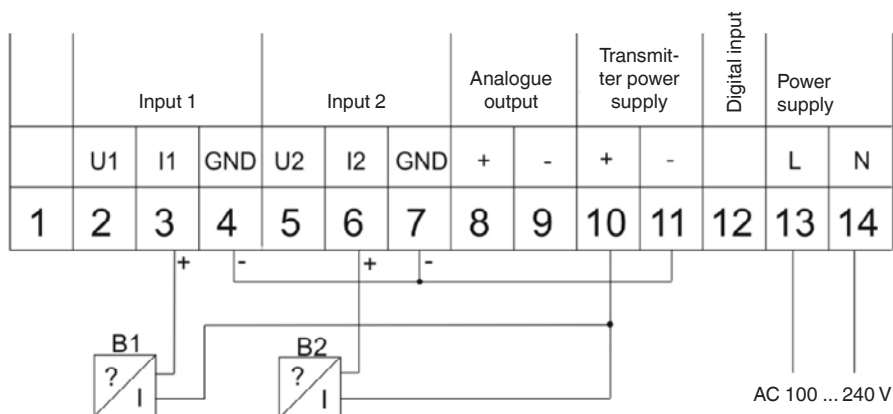 Input 1
Input 2
Analogue
output
Transmit-
ter power
supply
Digital input
Power
supply
U1 I1 GND U2 I2 GND + - + - L N
1 2 3 4 5 6 7 8 9 10 11 12 13 14
+ - + -
B1 B2
? I ? I
AC 100 ... 240 V